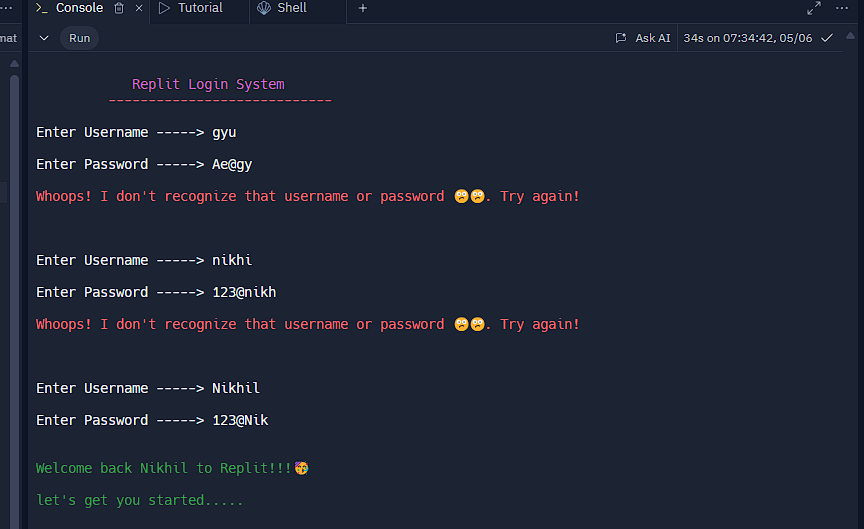 Console Tutorial Shell
mat Run Ask AI 34s on 07:34:42, 05/06
Replit Login System
----------------------------
Enter Username -----> gyu
Enter Password -----> Ae@gy
Whoops! I don't recognize that username or password 🙄🙄. Try again!
Enter Username -----> nikhi
Enter Password -----> 123@nikh
Whoops! I don't recognize that username or password 🙄🙄. Try again!
Enter Username -----> Nikhil
Enter Password -----> 123@Nik
Welcome back Nikhil to Replit!!!🥳
let's get you started.....